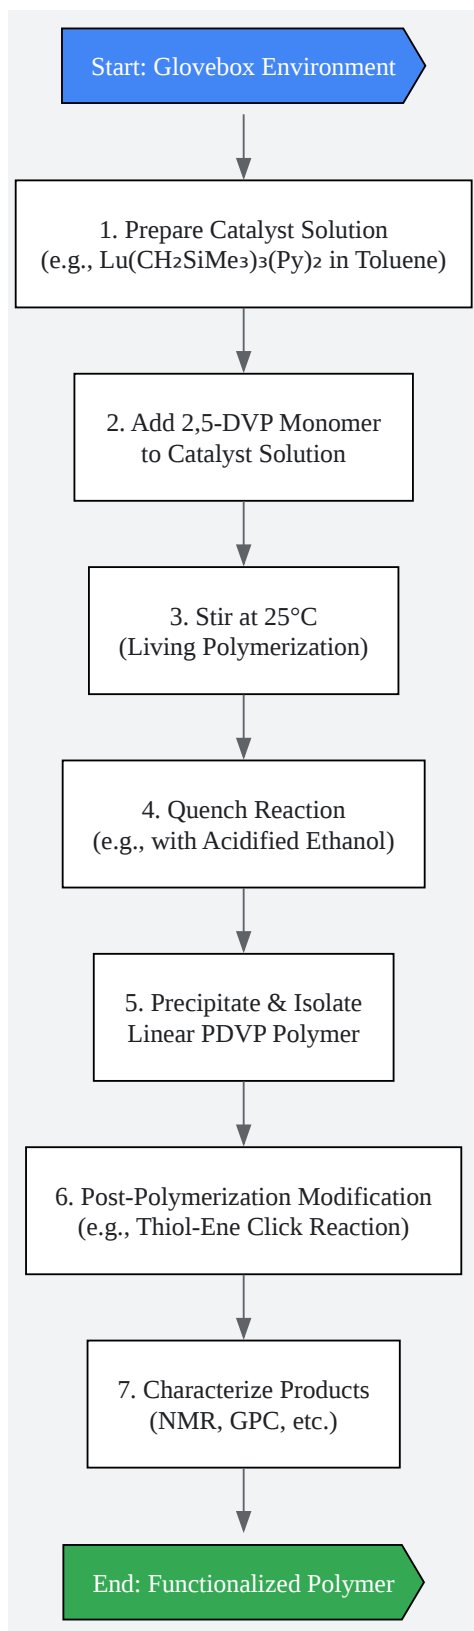 Start: Glovebox Environment
1. Prepare Catalyst Solution
(e.g., Lu(CH₂SiMe₃)₃(Py)₂ in Toluene)
2. Add 2,5-DVP Monomer
to Catalyst Solution
3. Stir at 25°C
(Living Polymerization)
4. Quench Reaction
(e.g., with Acidified Ethanol)
5. Precipitate & Isolate
Linear PDVP Polymer
6. Post-Polymerization Modification
(e.g., Thiol-Ene Click Reaction)
7. Characterize Products
(NMR, GPC, etc.)
End: Functionalized Polymer